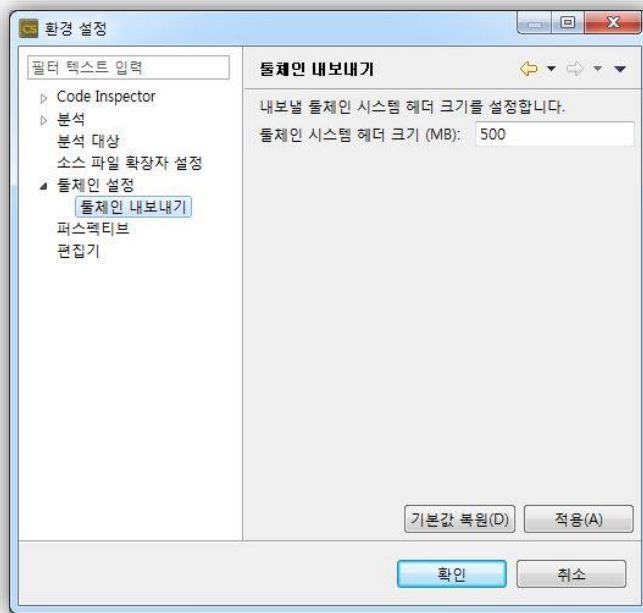 CS 환경 설정
필터 텍스트 입력
Code Inspector
분석
분석 대상
소스 파일 확장자 설정
툴체인 설정
툴체인 내보내기
퍼스펙티브
편집기
툴체인 내보내기
내보낼 툴체인 시스템 헤더 크기를 설정합니다.
툴체인 시스템 헤더 크기 (MB): 500
기본값 복원(D) 적용(A)
확인 취소